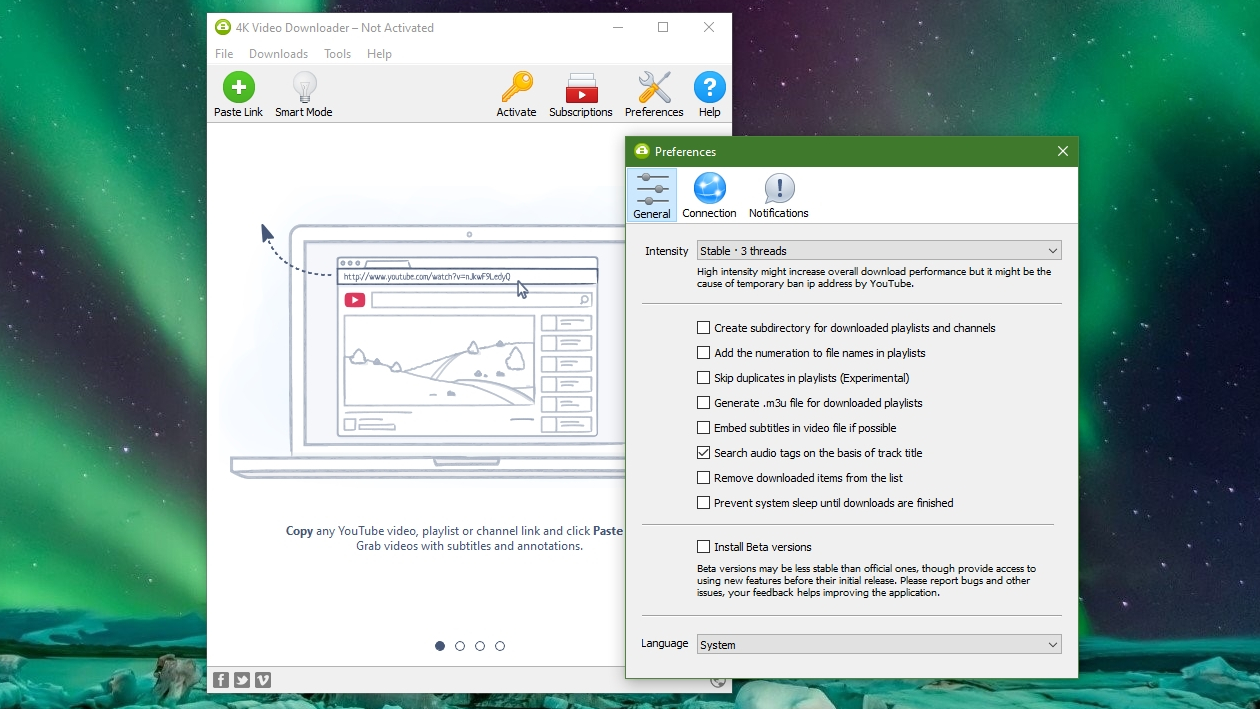 4K Video Downloader – Not Activated
File Downloads Tools Help
Paste Link Smart Mode Activate Subscriptions Preferences Help
http://www.youtube.com/watch?v=nJkwF9LedyQ
Copy any YouTube video, playlist or channel link and click Paste
Grab videos with subtitles and annotations.
Preferences
General Connection Notifications
Intensity Stable · 3 threads
High intensity might increase overall download performance but it might be the
cause of temporary ban ip address by YouTube.
Create subdirectory for downloaded playlists and channels
Add the numeration to file names in playlists
Skip duplicates in playlists (Experimental)
Generate .m3u file for downloaded playlists
Embed subtitles in video file if possible
Search audio tags on the basis of track title
Remove downloaded items from the list
Prevent system sleep until downloads are finished
Install Beta versions
Beta versions may be less stable than official ones, though provide access to
using new features before their initial release. Please report bugs and other
issues, your feedback helps improving the application.
Language System